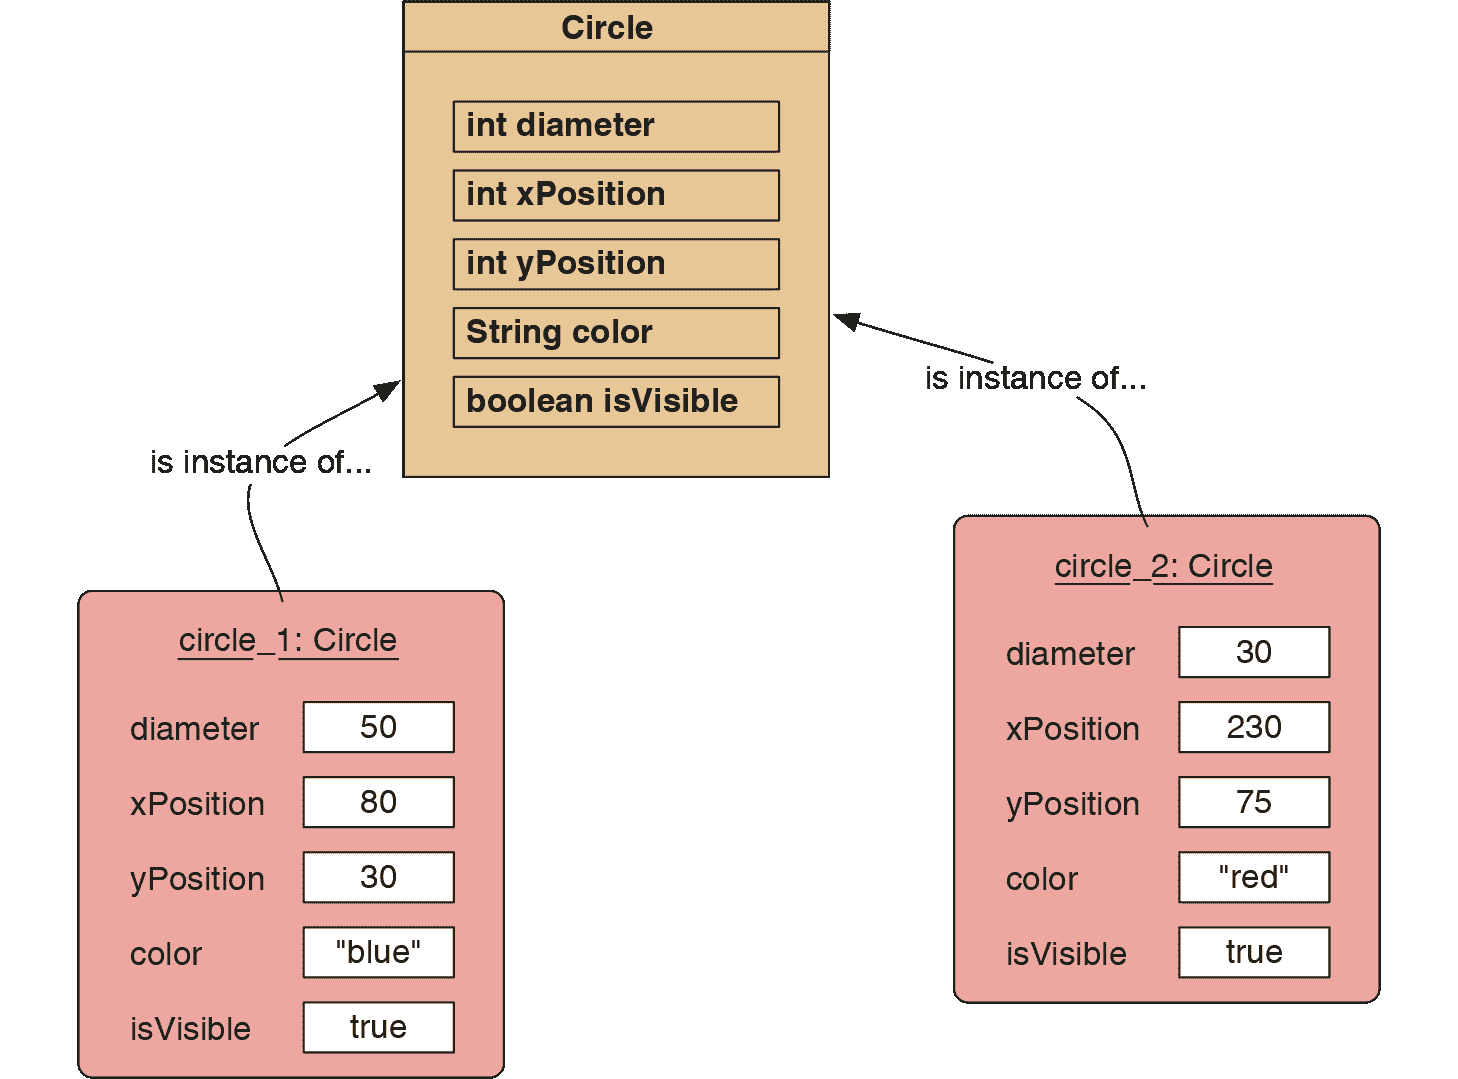 Circle
int diameter
int xPosition
int yPosition
String color
boolean isVisible
is instance of...
is instance of...
circle_1: Circle
diameter 50
xPosition 80
yPosition 30
color "blue"
isVisible true
circle_2: Circle
diameter 30
xPosition 230
yPosition 75
color "red"
isVisible true